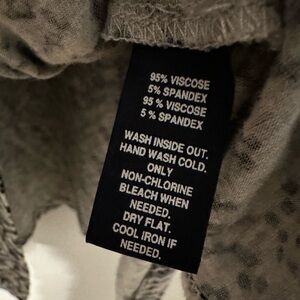 95% VISCOSE
5% SPANDEX
95% VISCOSE
5% SPANDEX
WASH INSIDE OUT.
HAND WASH COLD.
ONLY
NON-CHLORINE
BLEACH WHEN
NEEDED.
DRY FLAT.
COOL IRON IF
NEEDED.